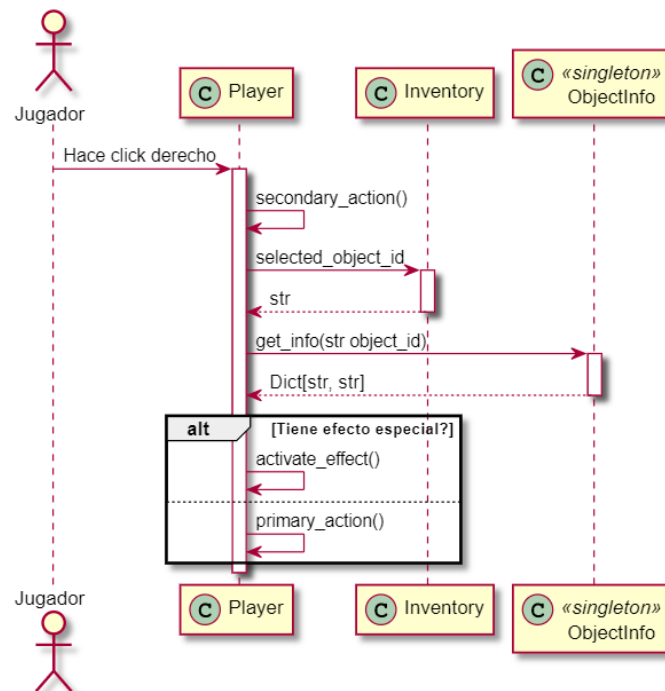 «singleton»
C Player
C Inventory
C ObjectInfo
Jugador
Hace click derecho
secondary_action()
selected_object_id
str
get_info(str object_id)
Dict[str, str]
alt [Tiene efecto especial?]
activate_effect()
primary_action()
Jugador
C Player
C Inventory
C «singleton»
ObjectInfo